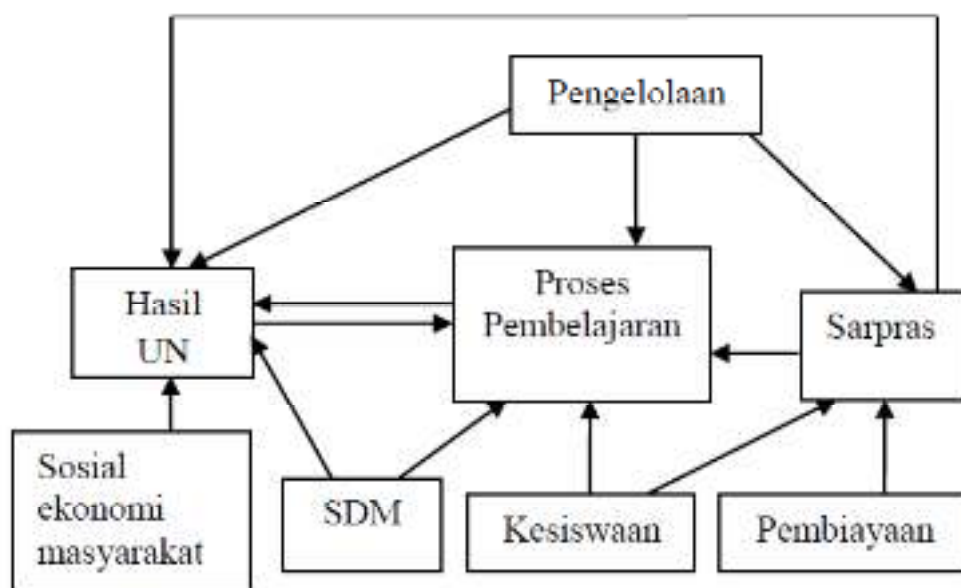 Pengelolaan
Hasil
UN
Proses
Pembelajaran
Sarpras
Sosial
ekonomi
masyarakat
SDM
Kesiswaan
Pembiayaan